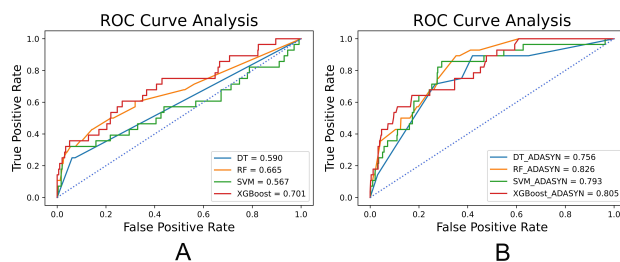 ROC Curve Analysis
True Positive Rate
1.0
0.8
0.6
0.4
0.2
0.0
DT = 0.590
RF = 0.665
SVM = 0.567
XGBoost = 0.701
0.0 0.2 0.4 0.6 0.8 1.0
False Positive Rate
A
ROC Curve Analysis
True Positive Rate
1.0
0.8
0.6
0.4
0.2
0.0
DT_ADASYN = 0.756
RF_ADASYN = 0.826
SVM_ADASYN = 0.793
XGBoost_ADASYN = 0.805
0.0 0.2 0.4 0.6 0.8 1.0
False Positive Rate
B